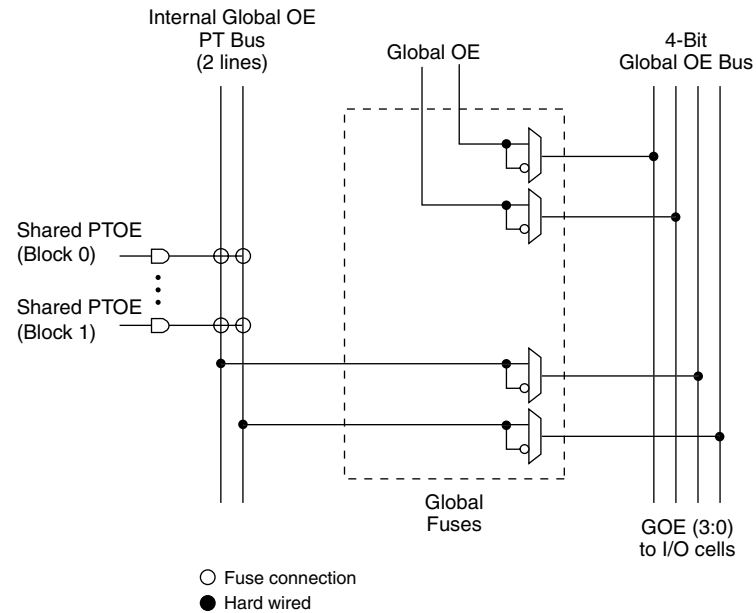 Internal Global OE
PT Bus
(2 lines)
Global OE
4-Bit
Global OE Bus
Shared PTOE
(Block 0)
Shared PTOE
(Block 1)
Global
Fuses
GOE (3:0)
to I/O cells
Fuse connection
Hard wired